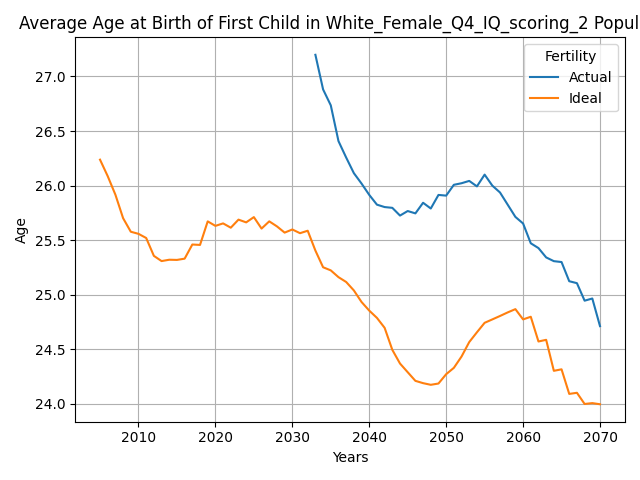 Average Age at Birth of First Child in White_Female_Q4_IQ_scoring_2 Popul
Fertility
Actual
Ideal
27.0
26.5
26.0
25.5
25.0
24.5
24.0
Age
2010 2020 2030 2040 2050 2060 2070
Years